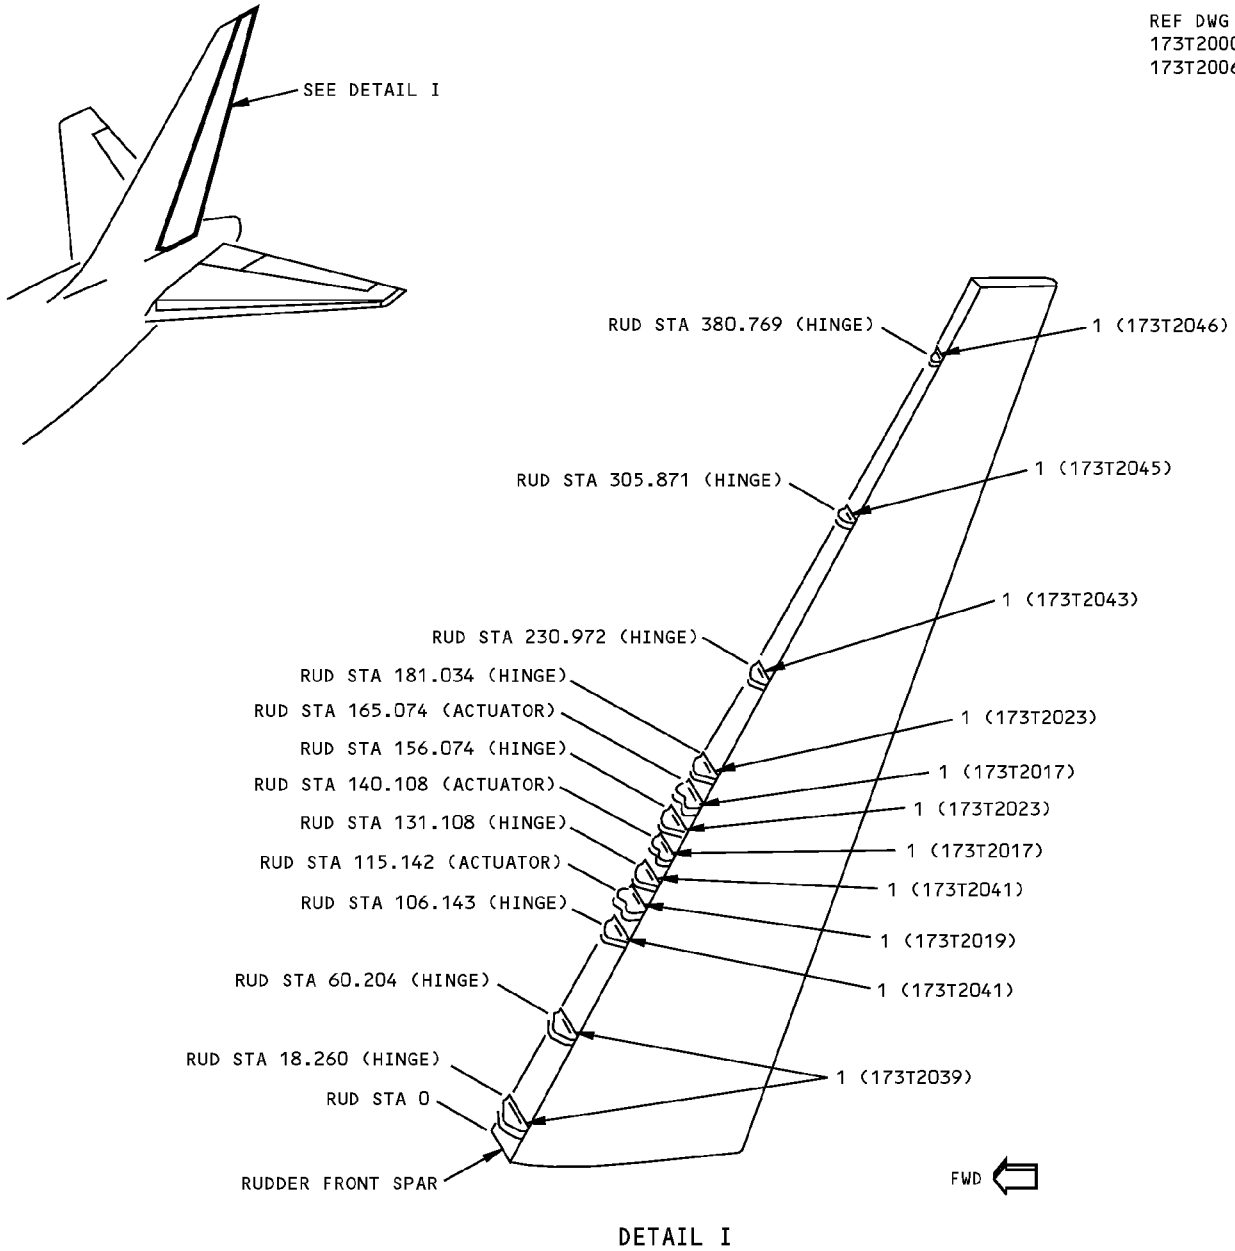 REF DWG
173T2000
173T2006
SEE DETAIL I
RUD STA 380.769 (HINGE)
1 (173T2046)
RUD STA 305.871 (HINGE)
1 (173T2045)
1 (173T2043)
RUD STA 230.972 (HINGE)
RUD STA 181.034 (HINGE)
RUD STA 165.074 (ACTUATOR)
1 (173T2023)
RUD STA 156.074 (HINGE)
1 (173T2017)
RUD STA 140.108 (ACTUATOR)
1 (173T2023)
RUD STA 131.108 (HINGE)
1 (173T2017)
RUD STA 115.142 (ACTUATOR)
1 (173T2041)
RUD STA 106.143 (HINGE)
1 (173T2019)
RUD STA 60.204 (HINGE)
1 (173T2041)
RUD STA 18.260 (HINGE)
1 (173T2039)
RUD STA 0
RUDDER FRONT SPAR
FWD
DETAIL I